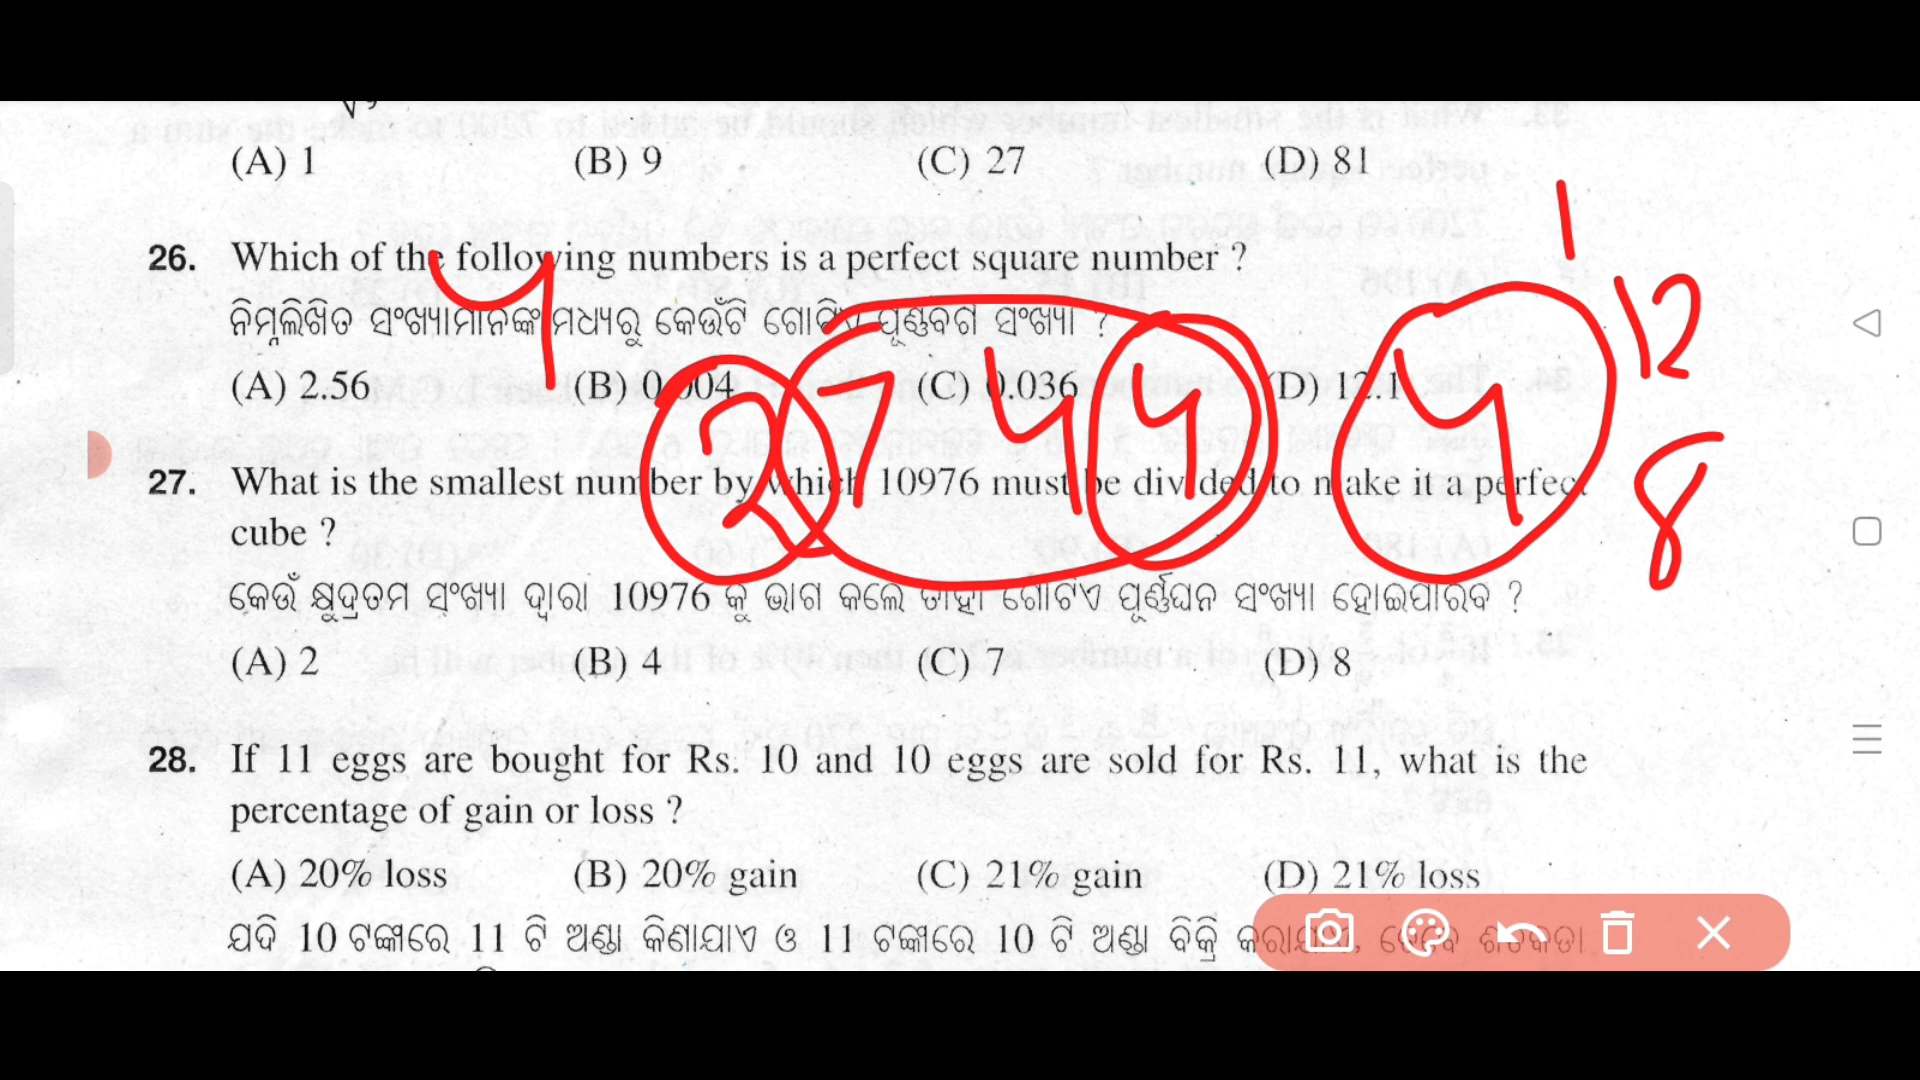 (A) 1 (B) 9 (C) 27 (D) 81
1
26. Which of the following numbers is a perfect square number ?
4
12
ନିମ୍ନଲିଖିତ ସଂଖ୍ୟାମାନଙ୍କ ମଧ୍ୟରୁ କେଉଁଟି ଗୋଟିଏ ପୂର୍ଣ୍ଣବର୍ଗ ସଂଖ୍ୟା ?
(A) 2.56 (B) 0.004 (C) 0.036 (D) 12.1
2744 4
8
27. What is the smallest number by which 10976 must be divided to make it a perfect
cube ?
କେଉଁ କ୍ଷୁଦ୍ରତମ ସଂଖ୍ୟା ଦ୍ୱାରା 10976 କୁ ଭାଗ କଲେ ତାହା ଗୋଟିଏ ପୂର୍ଣ୍ଣଘନ ସଂଖ୍ୟା ହୋଇପାରିବ ?
(A) 2 (B) 4 (C) 7 (D) 8
28. If 11 eggs are bought for Rs. 10 and 10 eggs are sold for Rs. 11, what is the
percentage of gain or loss ?
(A) 20% loss (B) 20% gain (C) 21% gain (D) 21% loss
ଯଦି 10 ଟଙ୍କାରେ 11 ଟି ଅଣ୍ଡା କିଣାଯାଏ ଓ 11 ଟଙ୍କାରେ 10 ଟି ଅଣ୍ଡା ବିକ୍ରି କରାଯାଏ, ତେବେ ଶତକଡା